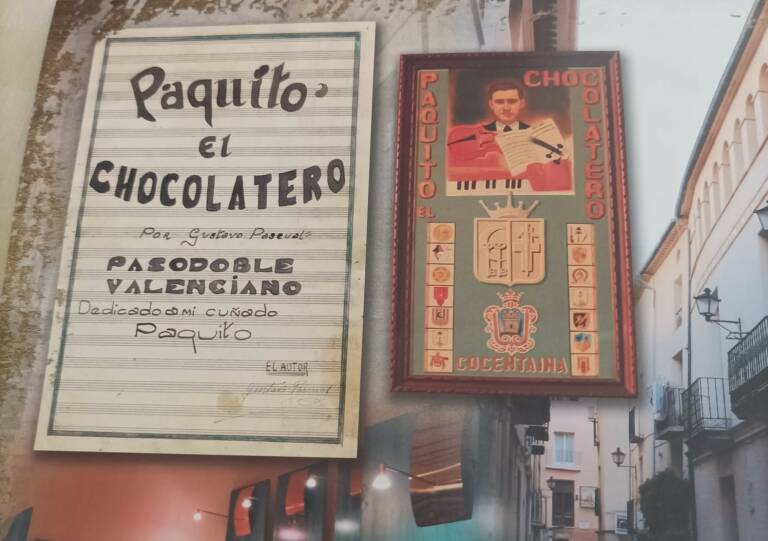 Paquito
EL
CHOCOLATERO
POR Gustavo Pascual
PASODOBLE
VALENCIANO
Dedicado a mi cuñado
Paquito
EL AUTOR
PAQUITO EL
CHOCOLATERO
COCENTAINA